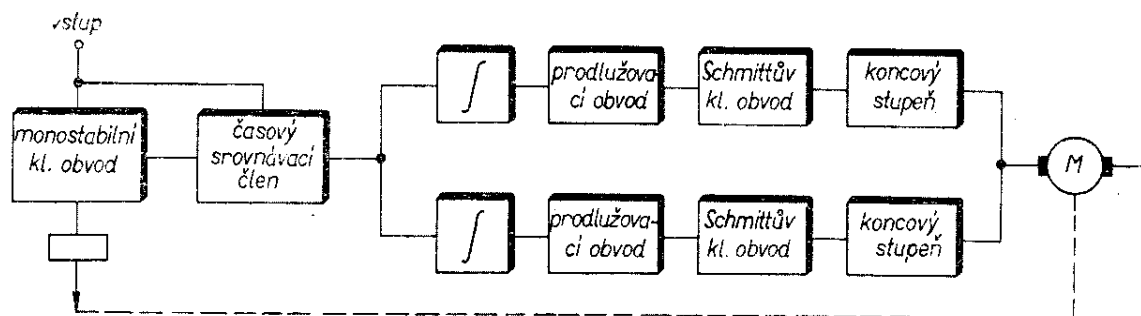 vstup
monostabilní
kl. obvod
časový
srovnávací
člen
∫
prodlužova-
cí obvod
Schmittův
kl. obvod
koncový
stupeň
∫
prodlužova-
cí obvod
Schmittův
kl. obvod
koncový
stupeň
M